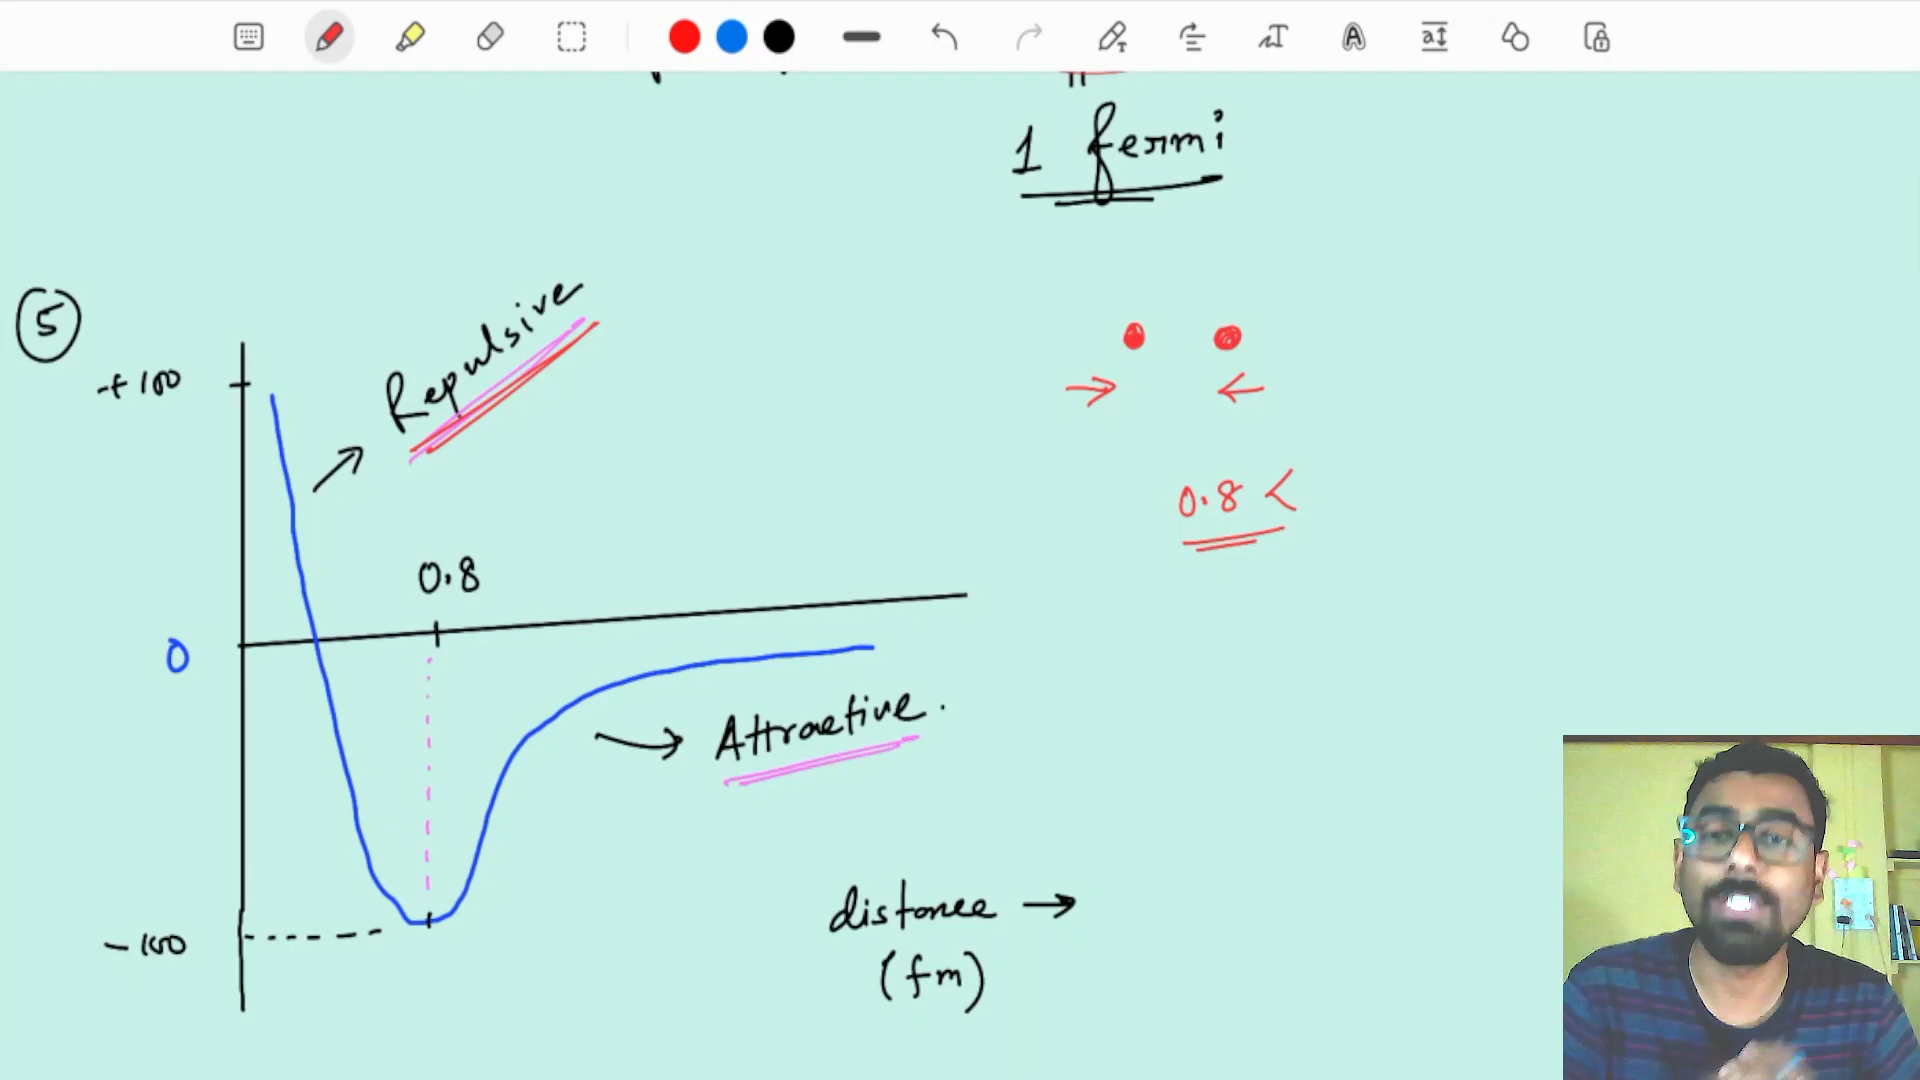 1 fermi
5
+100
Repulsive
0.8 <
0.8
0
Attractive.
-100
distance →
(fm)